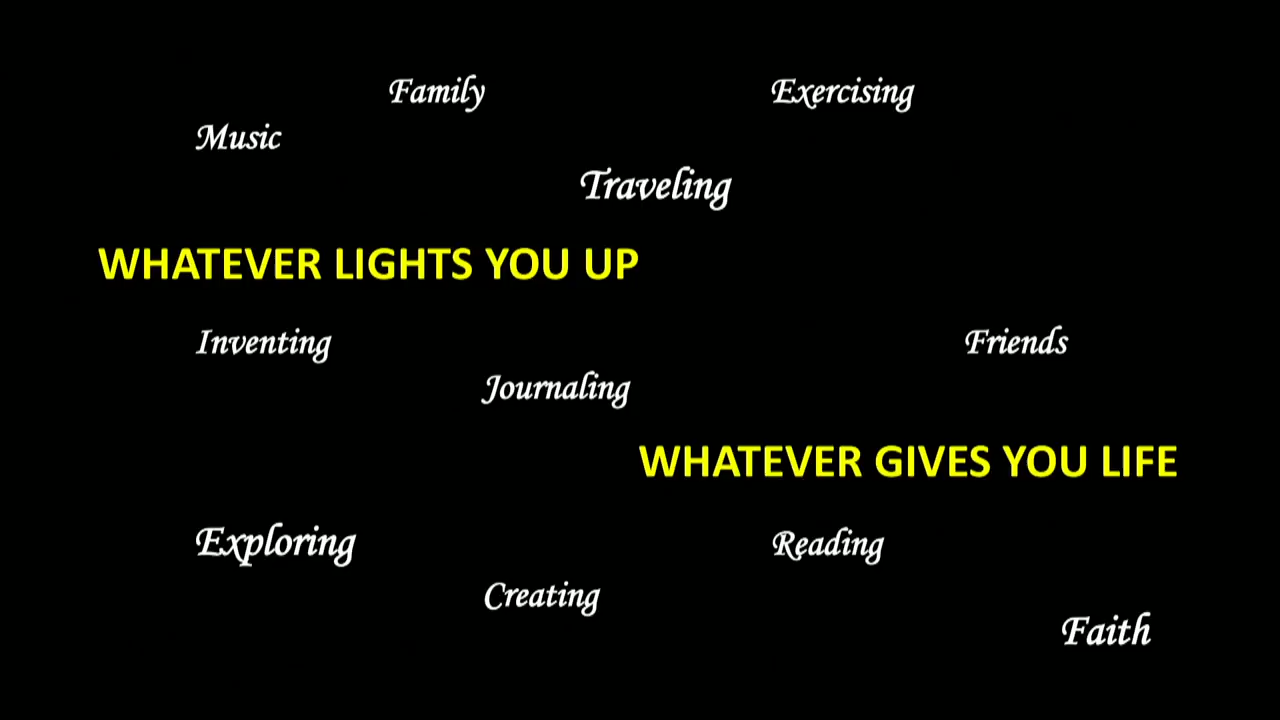 Family Exercising
Music
Traveling
WHATEVER LIGHTS YOU UP
Inventing Friends
Journaling
WHATEVER GIVES YOU LIFE
Exploring Reading
Creating
Faith